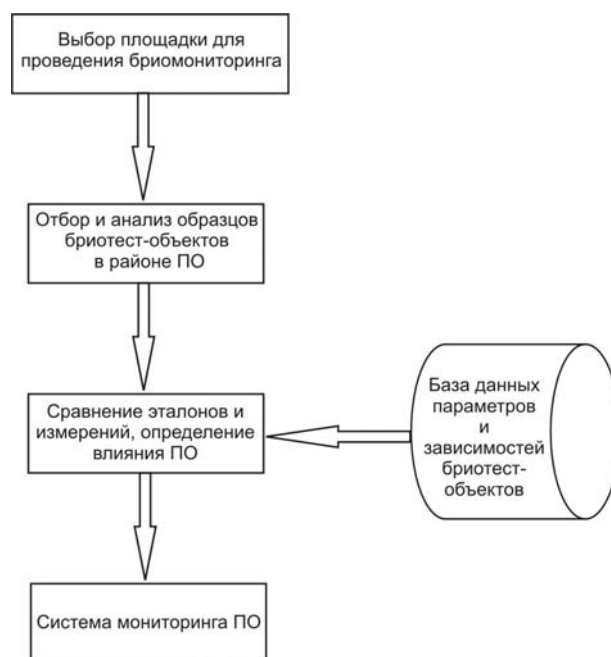 Выбор площадки для
проведения бриомониторинга
Отбор и анализ образцов
бриотест-объектов
в районе ПО
Сравнение эталонов и
измерений, определение
влияния ПО
База данных
параметров
и
зависимостей
бриотест-
объектов
Система мониторинга ПО